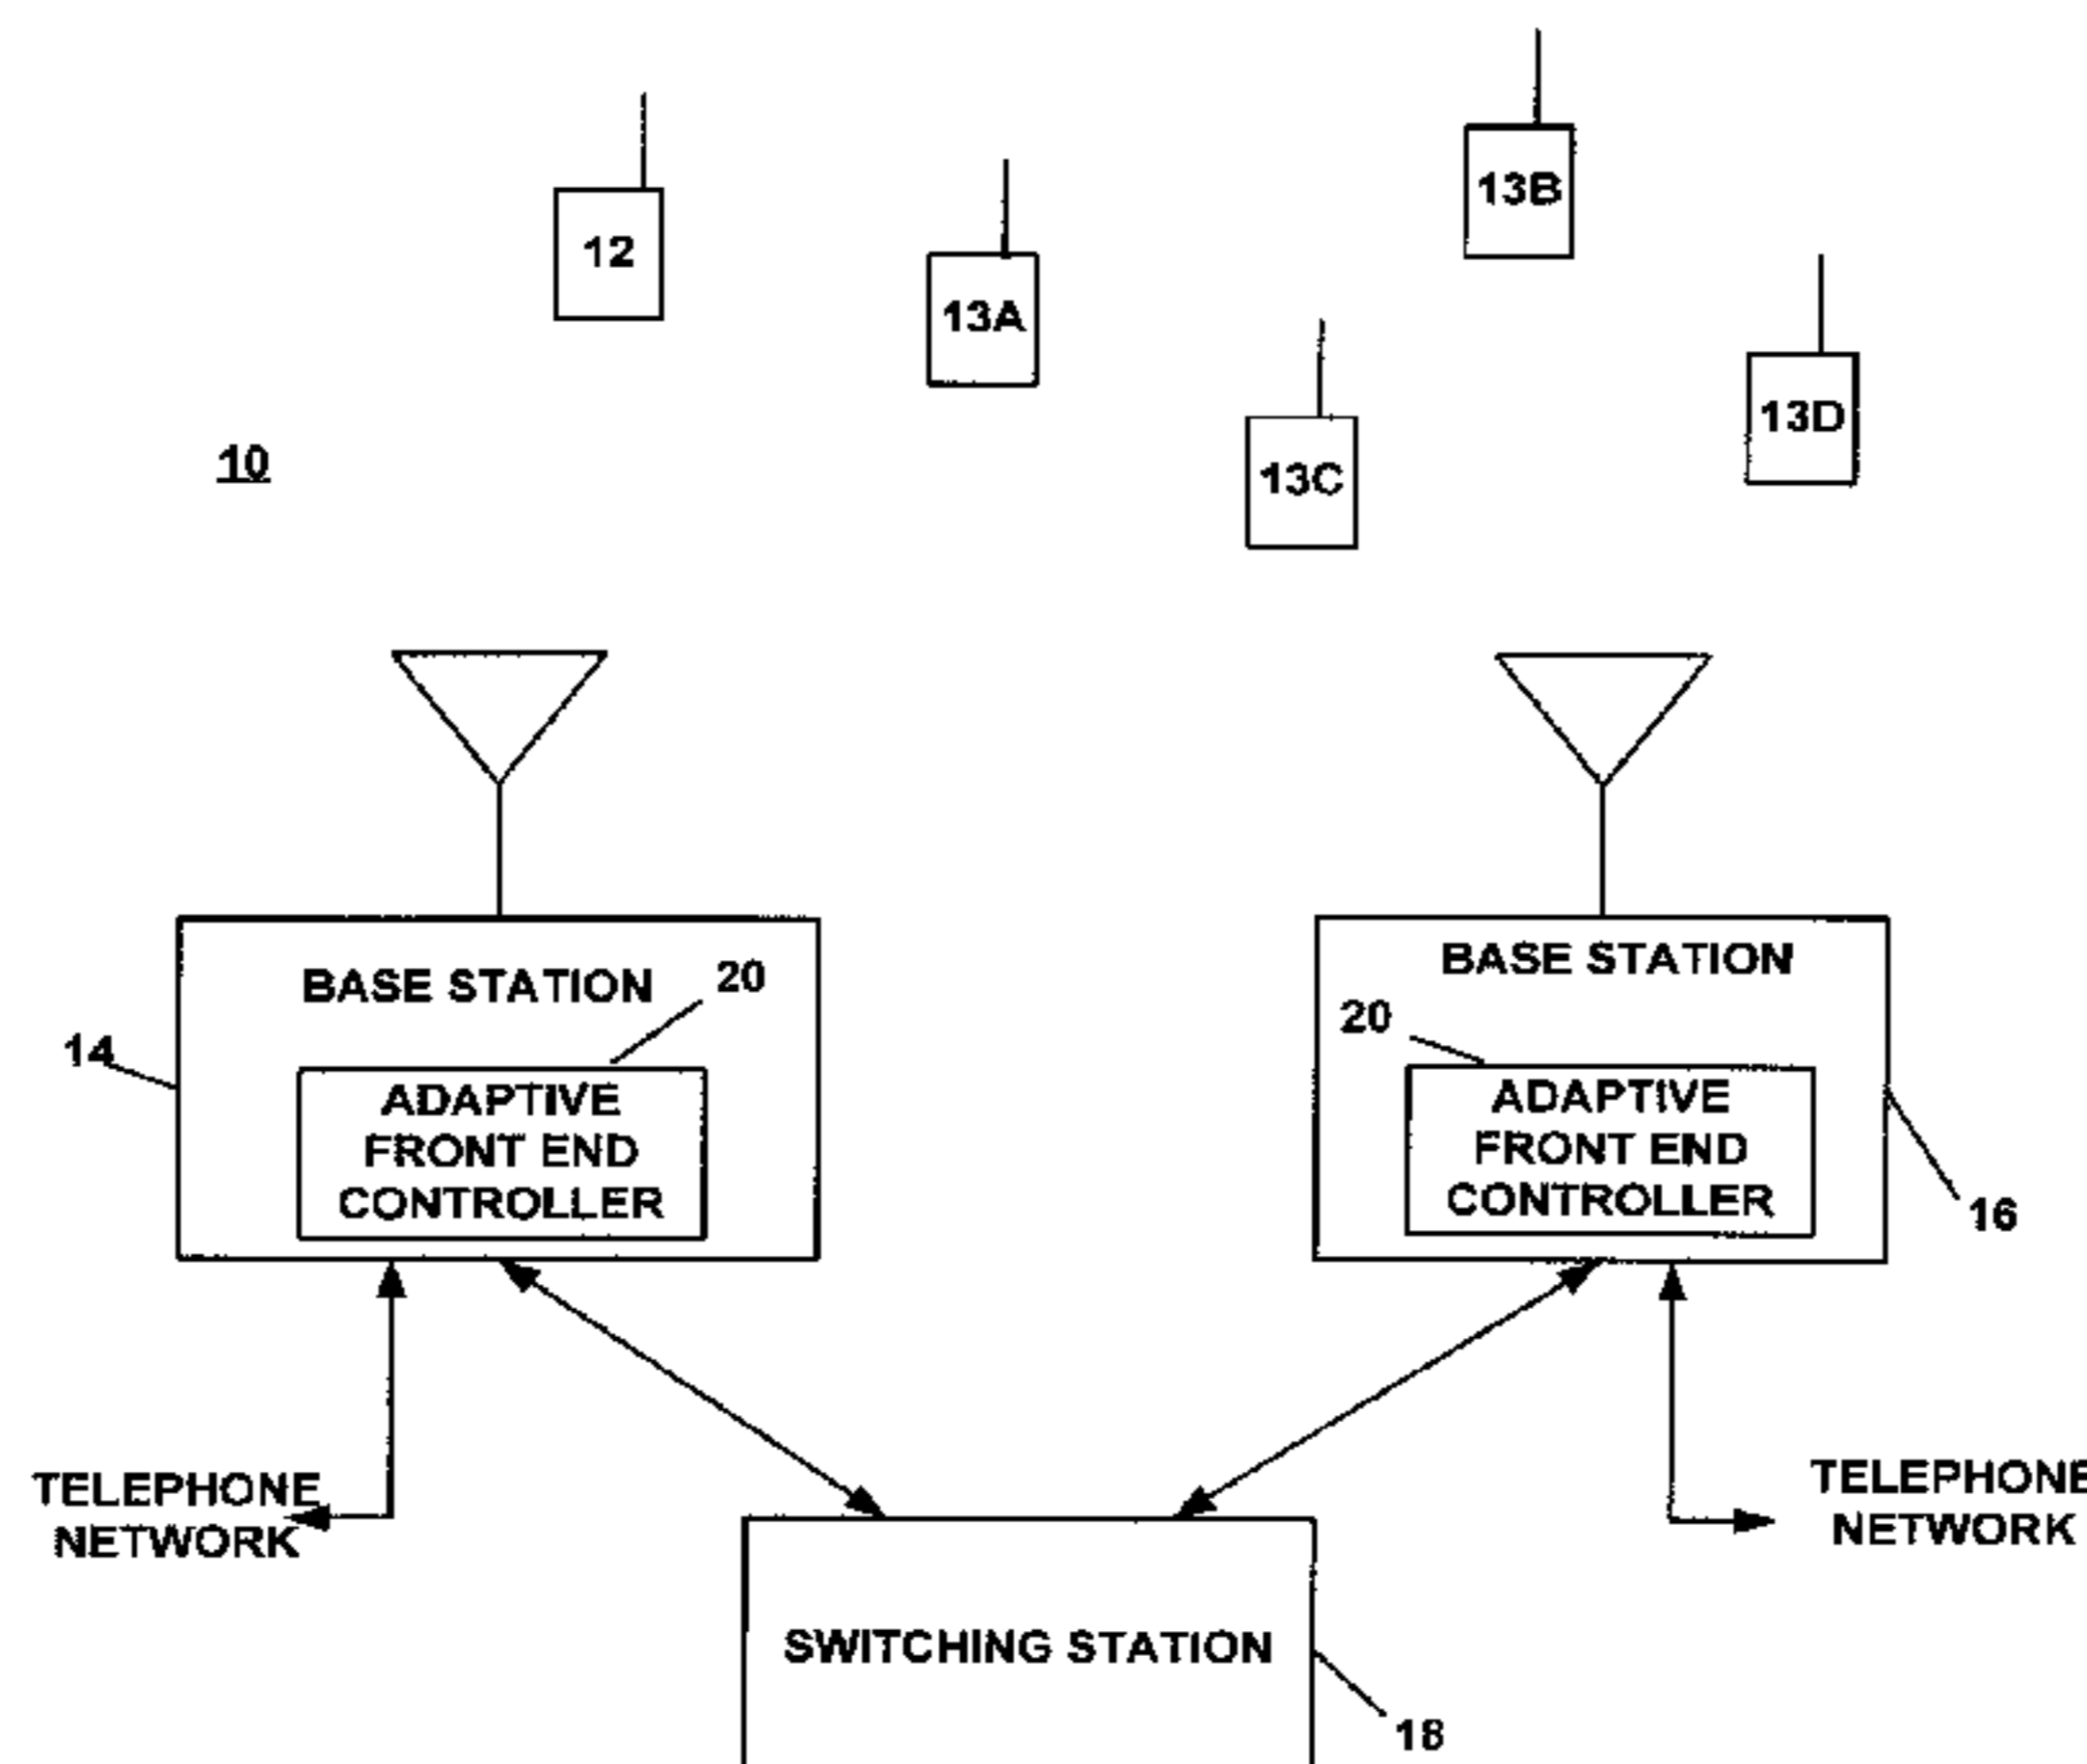 13B
12
13A
13D
10
13C
BASE STATION
BASE STATION
20
20
14
ADAPTIVE
FRONT END
CONTROLLER
ADAPTIVE
FRONT END
CONTROLLER
16
TELEPHONE
NETWORK
TELEPHONE
NETWORK
SWITCHING STATION
18